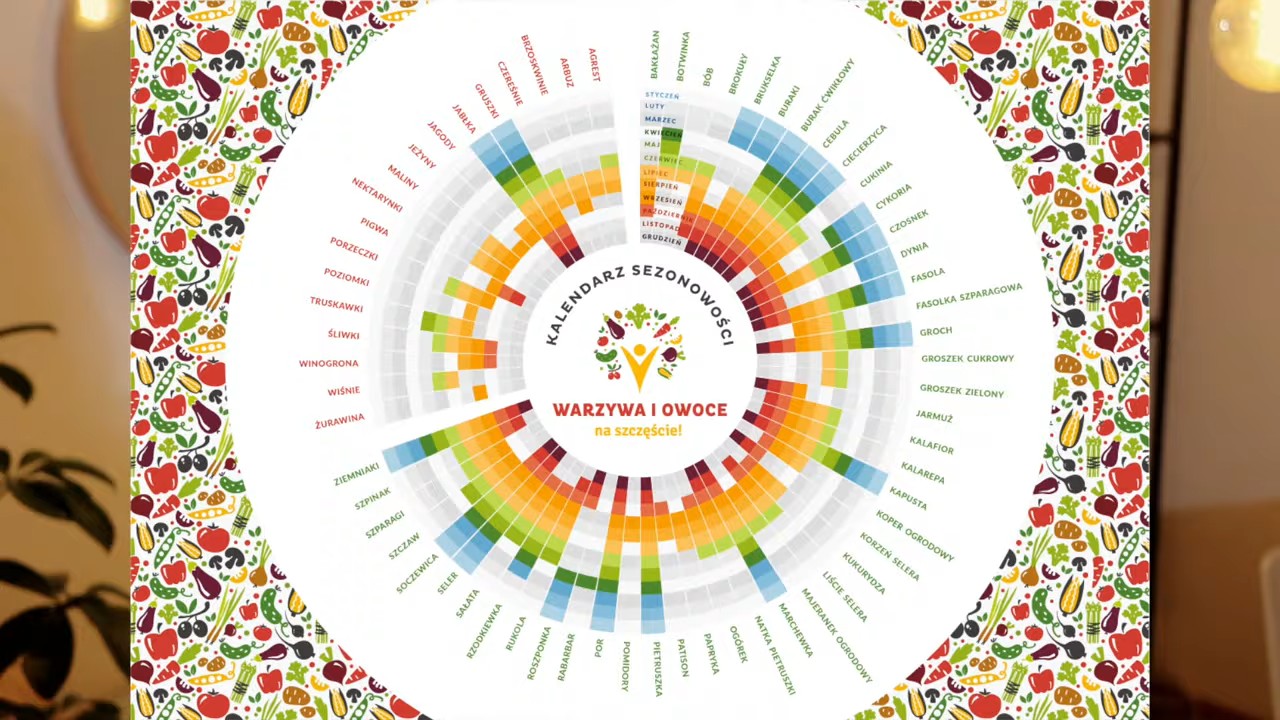 AGREST
ARBUZ
BRZOSKWINIE
CZEREŚNIE
GRUSZKI
JABŁKA
JAGODY
JEŻYNY
MALINY
NEKTARYNKI
PIGWA
PORZECZKI
POZIOMKI
TRUSKAWKI
ŚLIWKI
WINOGRONA
WIŚNIE
ŻURAWINA
BAKŁAŻAN
BOTWINKA
BÓB
BROKUŁY
BRUKSELKA
BURAKI
BURAK ĆWIKŁOWY
CEBULA
CIECIERZYCA
CUKINIA
CYKORIA
CZOSNEK
DYNIA
FASOLA
FASOLKA SZPARAGOWA
GROCH
GROSZEK CUKROWY
GROSZEK ZIELONY
JARMUŻ
KALAFIOR
KALAREPA
KAPUSTA
KOPER OGRODOWY
KORZEŃ SELERA
KUKURYDZA
LIŚCIE SELERA
MAJERANEK OGRODOWY
MARCHEWKA
NATKA PIETRUSZKI
OGÓREK
PAPRYKA
PATISON
PIETRUSZKA
POMIDORY
POR
RABARBAR
ROSZPONKA
RUKOLA
RZODKIEWKA
SAŁATA
SELER
SOCZEWICA
SZCZAW
SZPARAGI
SZPINAK
ZIEMNIAKI
STYCZEŃ
LUTY
MARZEC
KWIECIEŃ
MAJ
CZERWIEC
LIPIEC
SIERPIEŃ
WRZESIEŃ
PAŹDZIERNIK
LISTOPAD
GRUDZIEŃ
KALENDARZ SEZONOWOŚCI
WARZYWA I OWOCE
na szczęście!